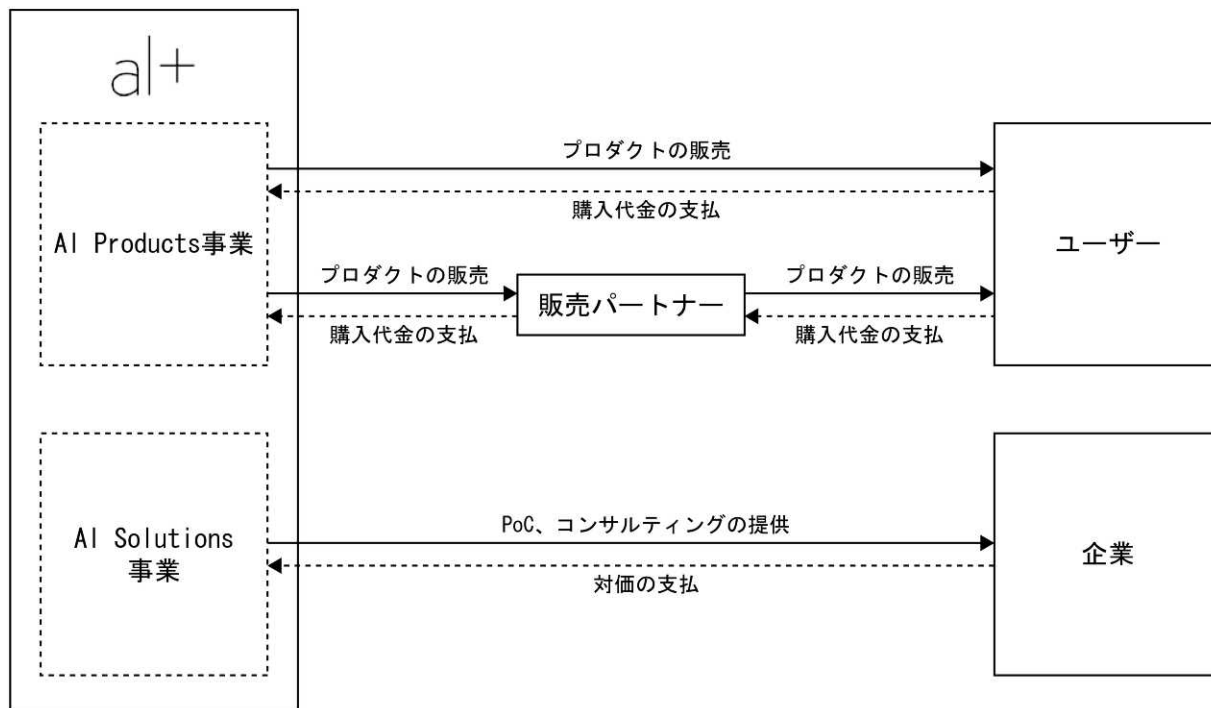 al+
プロダクトの販売
購入代金の支払
AI Products事業
ユーザー
プロダクトの販売
販売パートナー
プロダクトの販売
購入代金の支払
購入代金の支払
AI Solutions
事業
PoC、コンサルティングの提供
対価の支払
企業